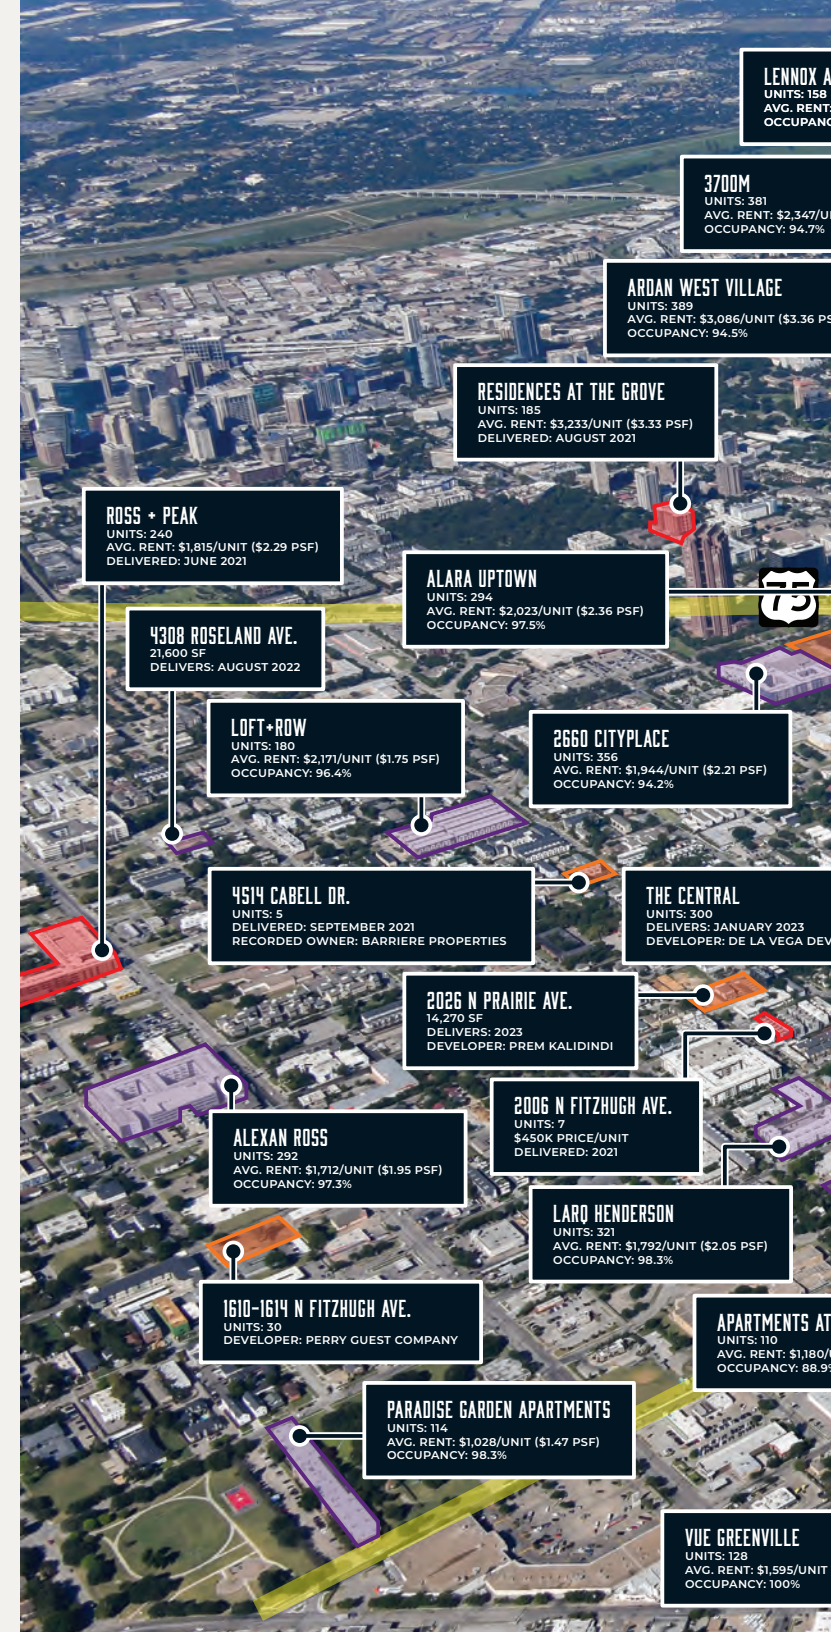 LENNOX
UNITS: 158
AVG. RENT:
3700M
UNITS: 381
AVG. RENT: $2,347/
OCCUPANCY: 94.7%
ARDAN WEST VILLAGE
UNITS: 389
AVG. RENT: $3,086/UNIT ($3.36
OCCUPANCY: 94.5%
RESIDENCES AT THE GROVE
UNITS: 185
AVG. RENT: $3,233/UNIT ($3.33 PSF)
DELIVERED: AUGUST 2021
ROSS + PEAK
UNITS: 240
AVG. RENT: $1,815/UNIT ($2.29 PSF)
DELIVERED: JUNE 2021
ALARA UPTOWN
UNITS: 294
AVG. RENT: $2,023/UNIT ($2.36 PSF)
OCCUPANCY: 97.5%
75
4308 ROSELAND AVE.
21,600 SF
DELIVERS: AUGUST 2022
LOFT+ROW
UNITS: 180
AVG. RENT: $2,171/UNIT ($1.75 PSF)
OCCUPANCY: 96.4%
2660 CITYPLACE
UNITS: 356
AVG. RENT: $1,944/UNIT ($2.21 PSF)
OCCUPANCY: 94.2%
4514 CABELL DR.
UNITS: 5
DELIVERED: SEPTEMBER 2021
RECORDED OWNER: BARRIERE PROPERTIES
THE CENTRAL
UNITS: 300
DELIVERS: JANUARY 2023
DEVELOPER: DE LA VEGA DEV
2026 N PRAIRIE AVE.
14,270 SF
DELIVERS: 2023
DEVELOPER: PREM KALIDINDI
2006 N FITZHUGH AVE.
UNITS: 7
$450K PRICE/UNIT
DELIVERED: 2021
ALEXAN ROSS
UNITS: 292
AVG. RENT: $1,712/UNIT ($1.95 PSF)
OCCUPANCY: 97.3%
LARQ HENDERSON
UNITS: 321
AVG. RENT: $1,792/UNIT ($2.05 PSF)
OCCUPANCY: 98.3%
1610-1614 N FITZHUGH AVE.
UNITS: 30
DEVELOPER: PERRY GUEST COMPANY
APARTMENTS AT
UNITS: 110
AVG. RENT: $1,180/
OCCUPANCY: 88.9%
PARADISE GARDEN APARTMENTS
UNITS: 114
AVG. RENT: $1,028/UNIT ($1.47 PSF)
OCCUPANCY: 98.3%
VUE GREENVILLE
UNITS: 128
AVG. RENT: $1,595/UNIT
OCCUPANCY: 100%